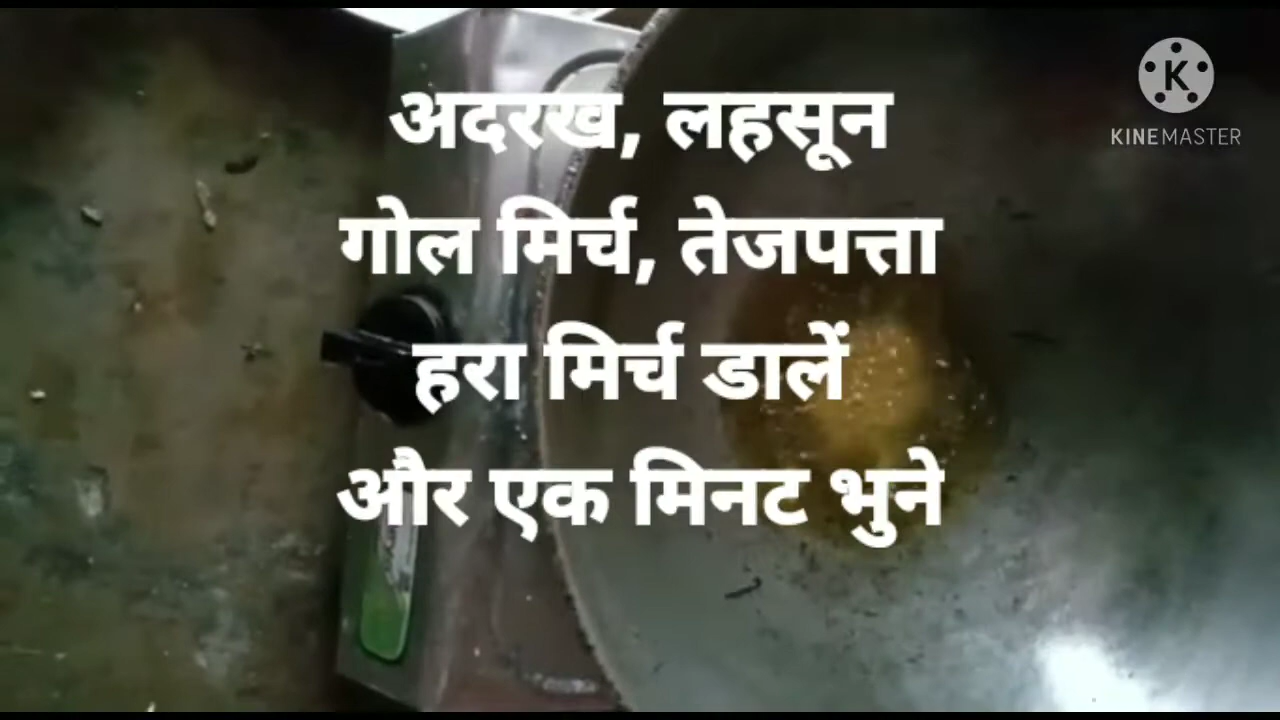 अदरख, लहसून
गोल मिर्च, तेजपत्ता
हरा मिर्च डालें
और एक मिनट भुने
K
KINEMASTER